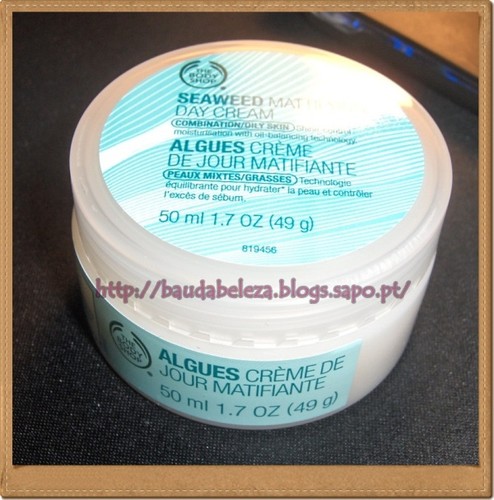 THE
BODY
SHOP
SEAWEED
DAY CREAM
COMBINATION/OILY SKIN
moisturisation with oil-balancing technology.
ALGUES CRÈME
DE JOUR MATIFIANTE
PEAUX MIXTES/GRASSES Technologie
équilibrante pour hydrater* la peau et contrôler
l'excès de sébum.
50 ml 1.7 OZ (49 g)
819456
http://baudabeleza.blogs.sapo.pt/
THE
BODY
SHOP
ALGUES CRÈME DE
JOUR MATIFIANTE
50 ml 1.7 OZ (49 g)